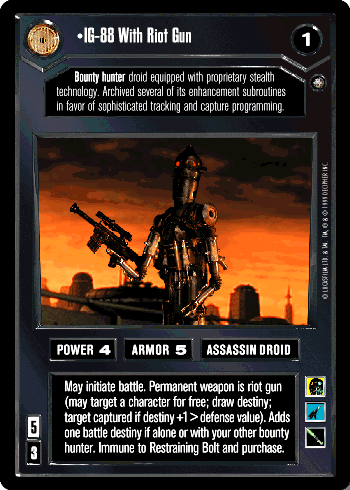 •IG-88 With Riot Gun
1
Bounty hunter droid equipped with proprietary stealth
technology. Archived several of its enhancement subroutines
in favor of sophisticated tracking and capture programming.
POWER 4
ARMOR 5
ASSASSIN DROID
May initiate battle. Permanent weapon is riot gun
(may target a character for free; draw destiny;
target captured if destiny +1 > defense value). Adds
one battle destiny if alone or with your other bounty
hunter. Immune to Restraining Bolt and purchase.
5
3